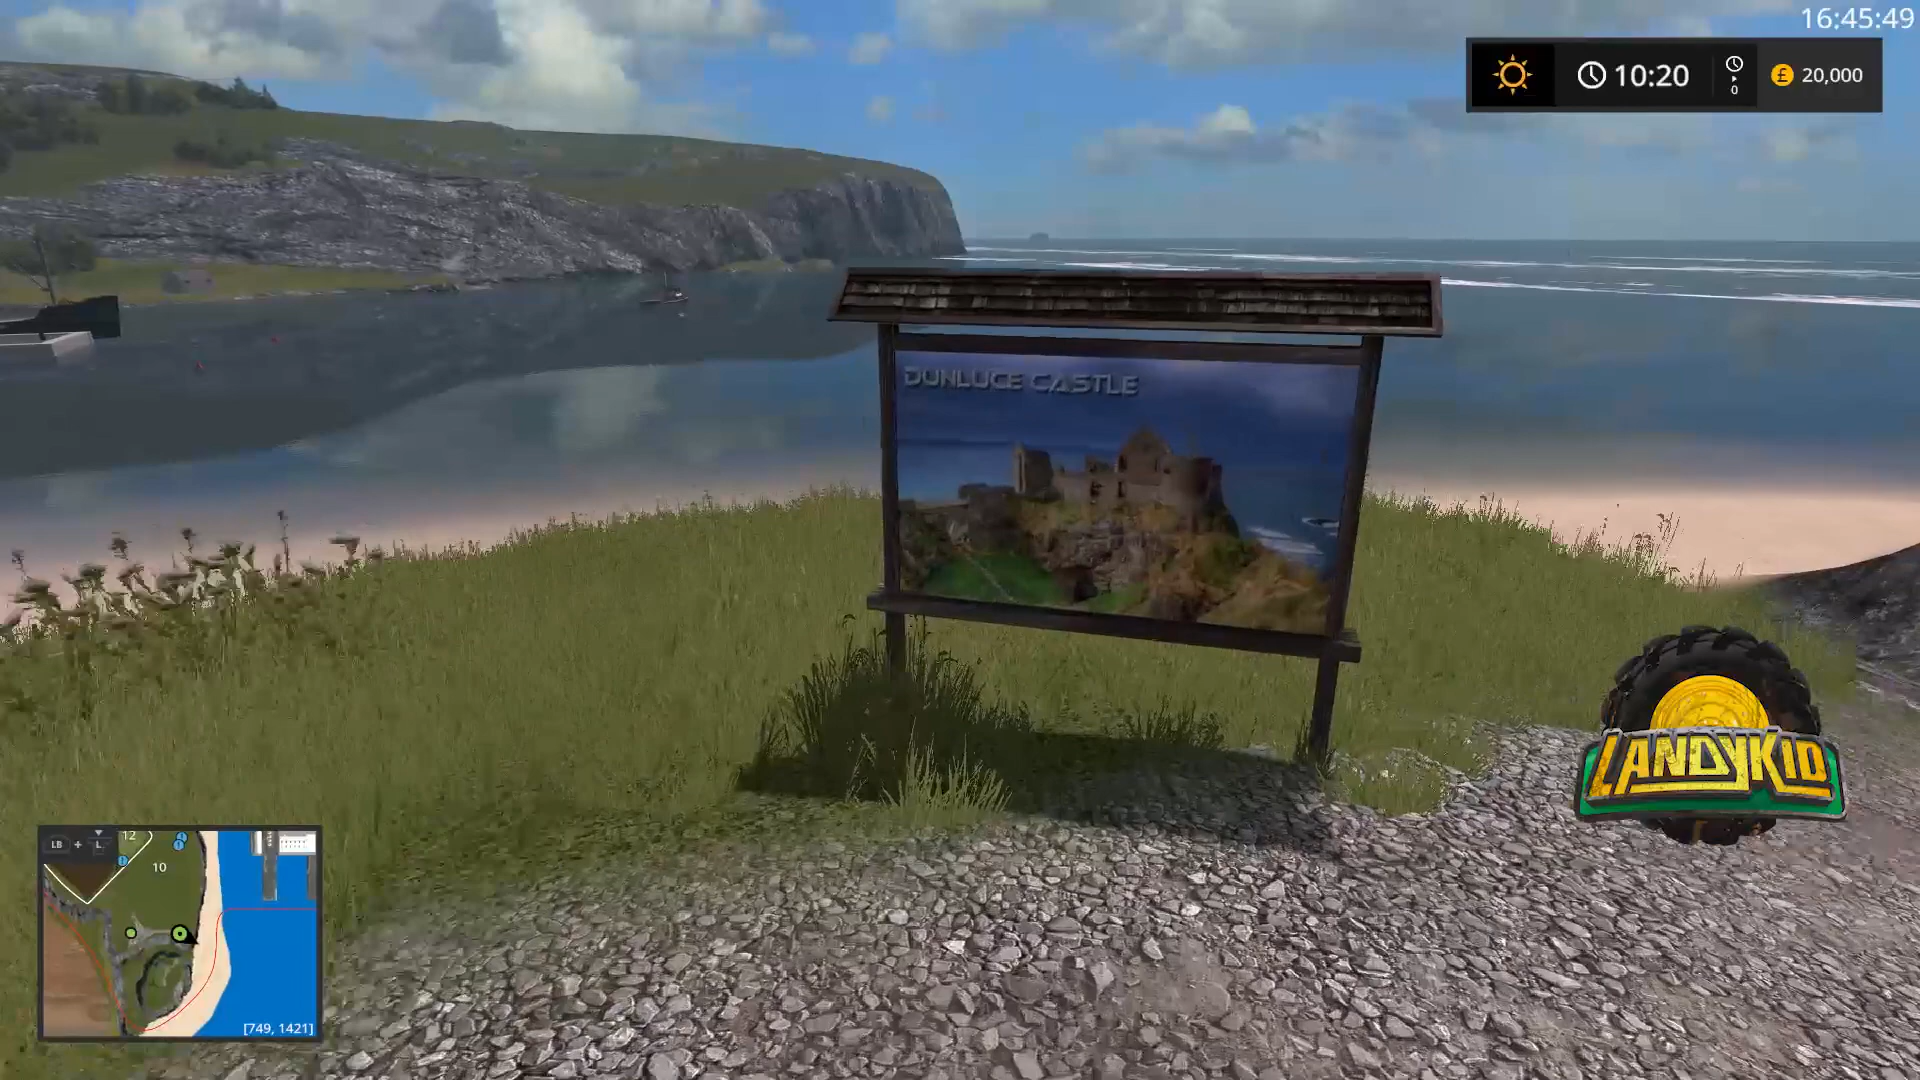 16:45:49
10:20
0
£ 20,000
DUNLUCE CASTLE
LANDYKID
LB + L
12
10
[749, 1421]